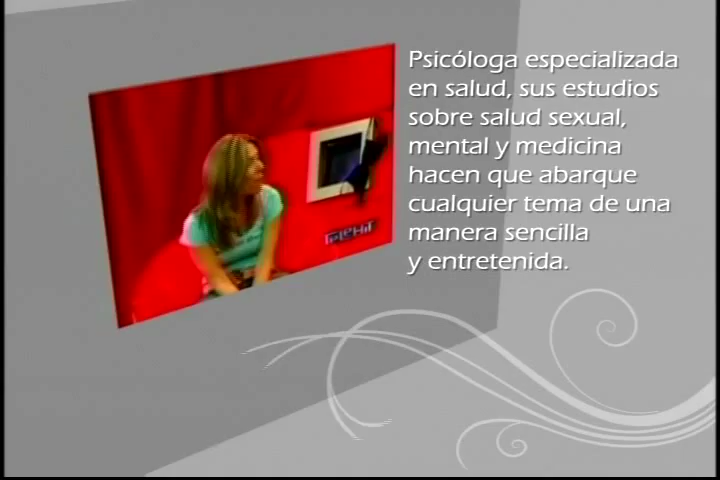 Psicóloga especializada
en salud, sus estudios
sobre salud sexual,
mental y medicina
hacen que abarque
cualquier tema de una
manera sencilla
y entretenida.